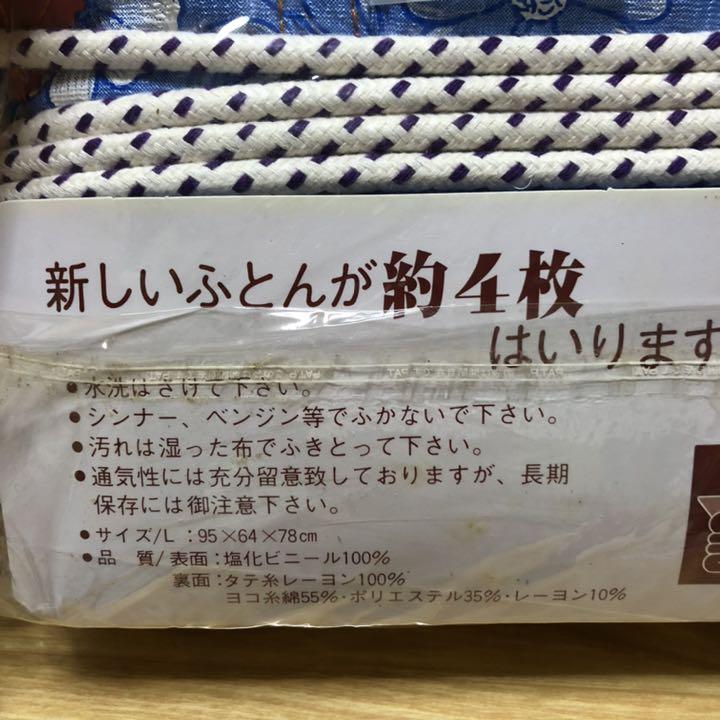 新しいふとんが約4枚
はいります
•水洗はさけて下さい。
•シンナー、ベンジン等でふかないで下さい。
•汚れは湿った布でふきとって下さい。
•通気性には充分留意致しておりますが、長期
保存には御注意下さい。
•サイズ/L :95×64×78cm
•品 質/表面:塩化ビニール100%
裏面:タテ糸レーヨン100%
ヨコ糸綿55%・ポリエステル35%・レーヨン10%